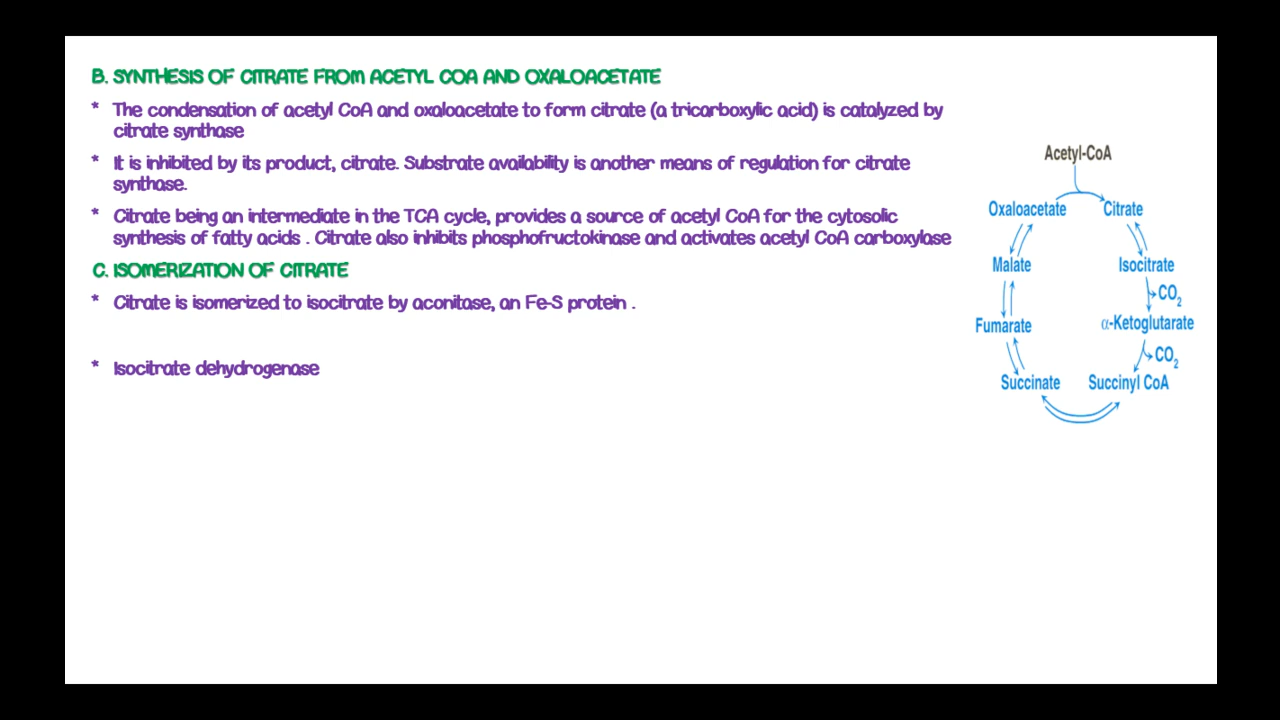 B. SYNTHESIS OF CITRATE FROM ACETYL COA AND OXALOACETATE
* The condensation of acetyl CoA and oxaloacetate to form citrate (a tricarboxylic acid) is catalyzed by
citrate synthase
* It is inhibited by its product, citrate. Substrate availability is another means of regulation for citrate
synthase.
* Citrate being an intermediate in the TCA cycle, provides a source of acetyl CoA for the cytosolic
synthesis of fatty acids . Citrate also inhibits phosphofructokinase and activates acetyl CoA carboxylase
C. ISOMERIZATION OF CITRATE
* Citrate is isomerized to isocitrate by aconitase, an Fe-S protein .
* Isocitrate dehydrogenase
Acetyl-CoA
Oxaloacetate Citrate
Malate Isocitrate
CO2
Fumarate α-Ketoglutarate
CO2
Succinate Succinyl CoA